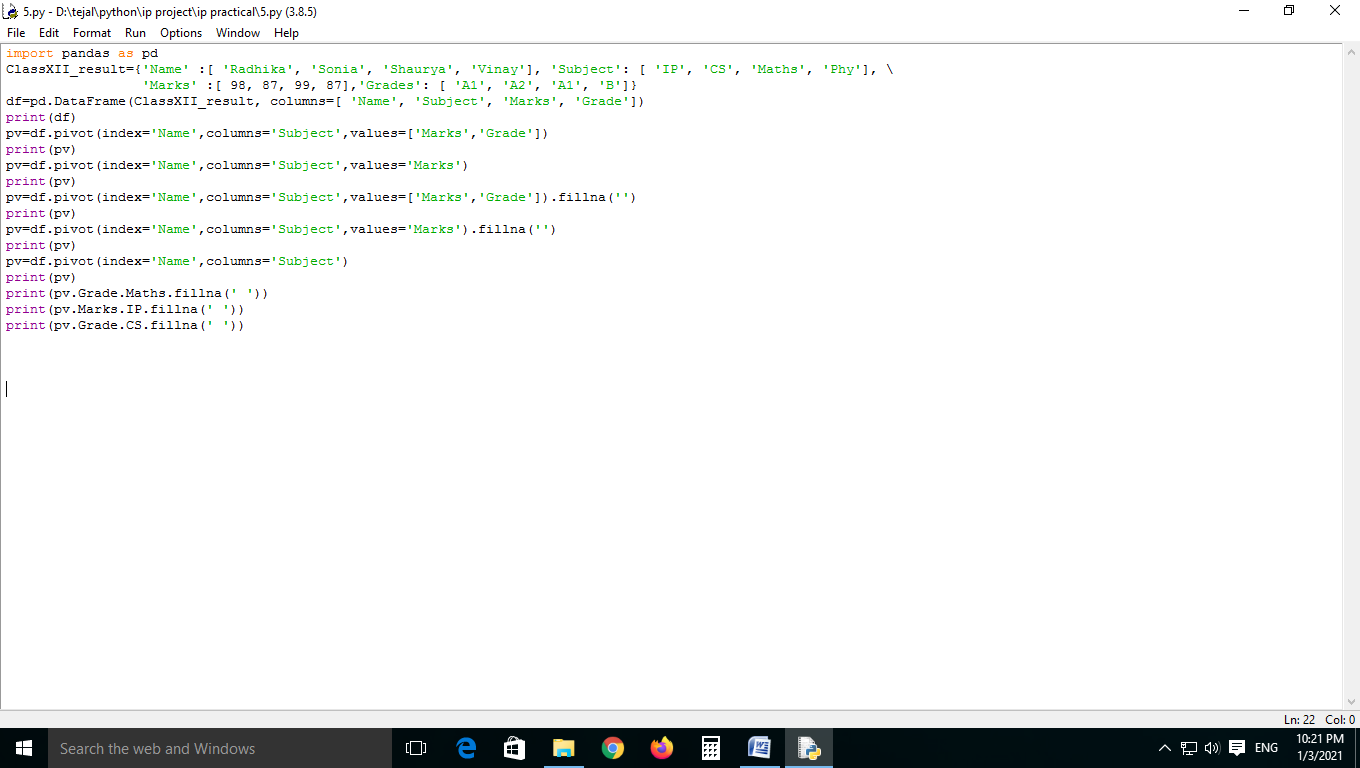 5.py - D:\tejal\python\ip project\ip practical\5.py (3.8.5)
File Edit Format Run Options Window Help
import pandas as pd
ClassXII_result={'Name' :[ 'Radhika', 'Sonia', 'Shaurya', 'Vinay'], 'Subject': [ 'IP', 'CS', 'Maths', 'Phy'], \
                 'Marks' :[ 98, 87, 99, 87],'Grades': [ 'A1', 'A2', 'A1', 'B']}
df=pd.DataFrame(ClassXII_result, columns=[ 'Name', 'Subject', 'Marks', 'Grade'])
print(df)
pv=df.pivot(index='Name',columns='Subject',values=['Marks','Grade'])
print(pv)
pv=df.pivot(index='Name',columns='Subject',values='Marks')
print(pv)
pv=df.pivot(index='Name',columns='Subject',values=['Marks','Grade']).fillna('')
print(pv)
pv=df.pivot(index='Name',columns='Subject',values='Marks').fillna('')
print(pv)
pv=df.pivot(index='Name',columns='Subject')
print(pv)
print(pv.Grade.Maths.fillna(' '))
print(pv.Marks.IP.fillna(' '))
print(pv.Grade.CS.fillna(' '))
Ln: 22 Col: 0
Search the web and Windows
ENG
10:21 PM
1/3/2021